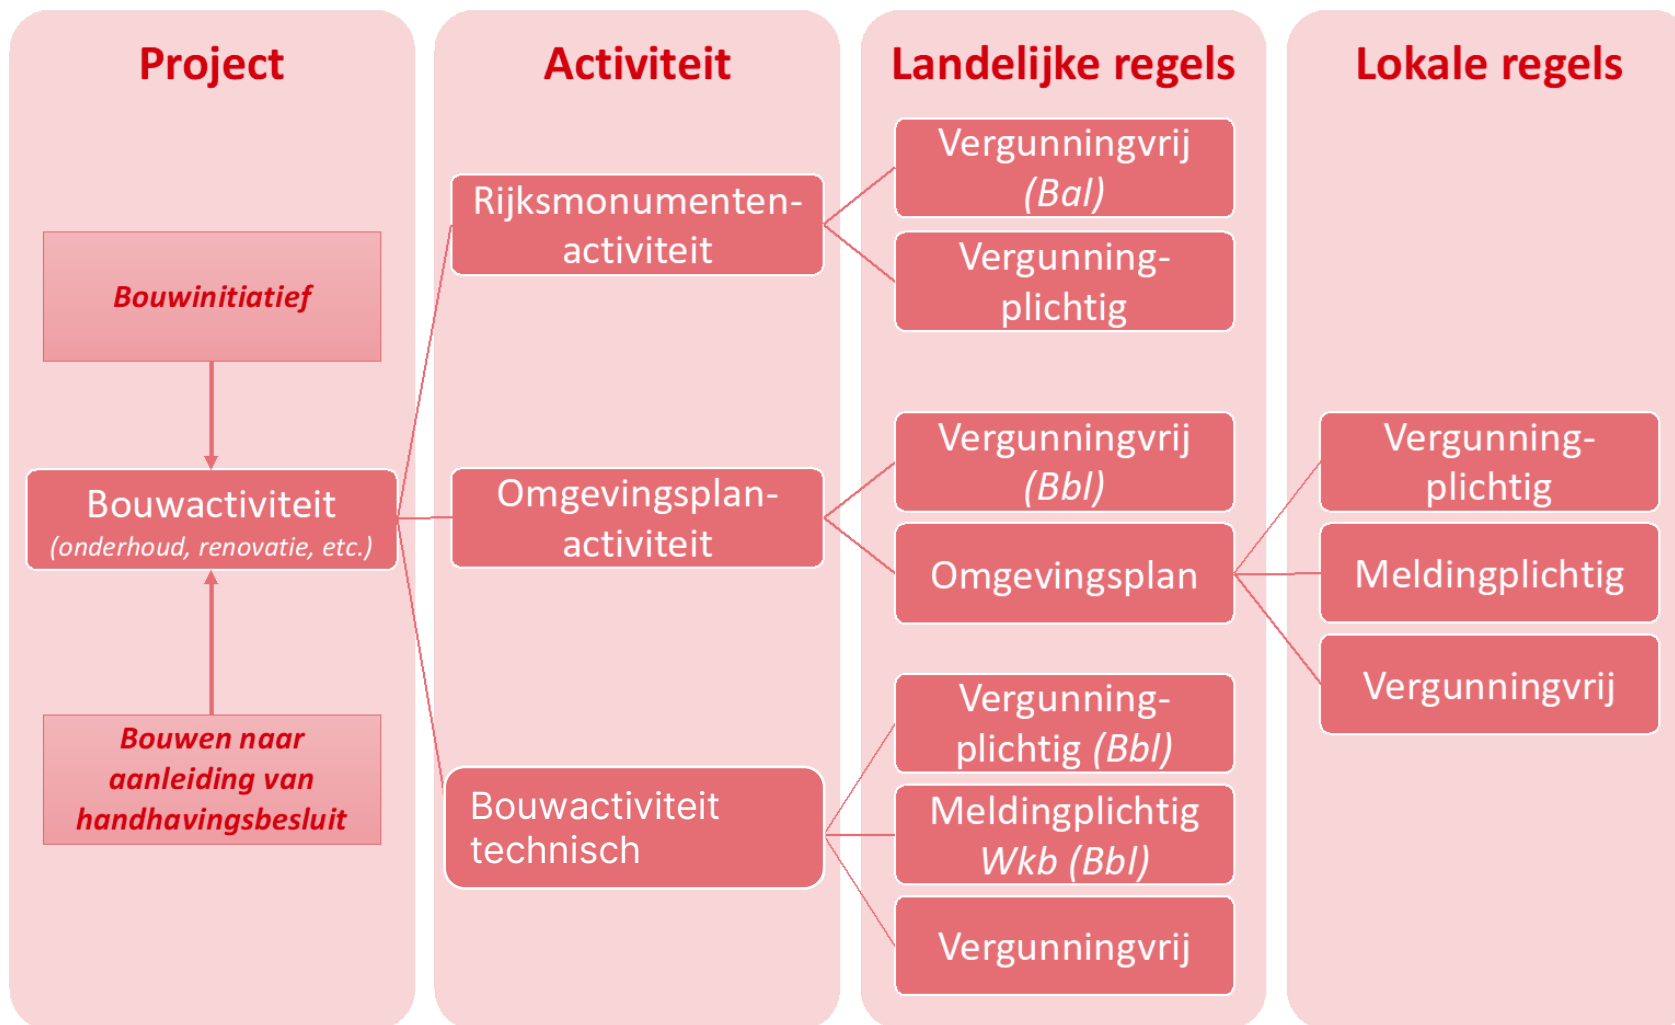 Project
Bouwinitiatief
Bouwactiviteit
(onderhoud, renovatie, etc.)
Bouwen naar
aanleiding van
handhavingsbesluit
Activiteit
Rijksmonumenten-
activiteit
Omgevingsplan-
activiteit
Bouwactiviteit
technisch
Landelijke regels
Vergunningvrij
(Bal)
Vergunning-
plichtig
Vergunningvrij
(Bbl)
Omgevingsplan
Vergunning-
plichtig (Bbl)
Meldingplichtig
Wkb (Bbl)
Vergunningvrij
Lokale regels
Vergunning-
plichtig
Meldingplichtig
Vergunningvrij